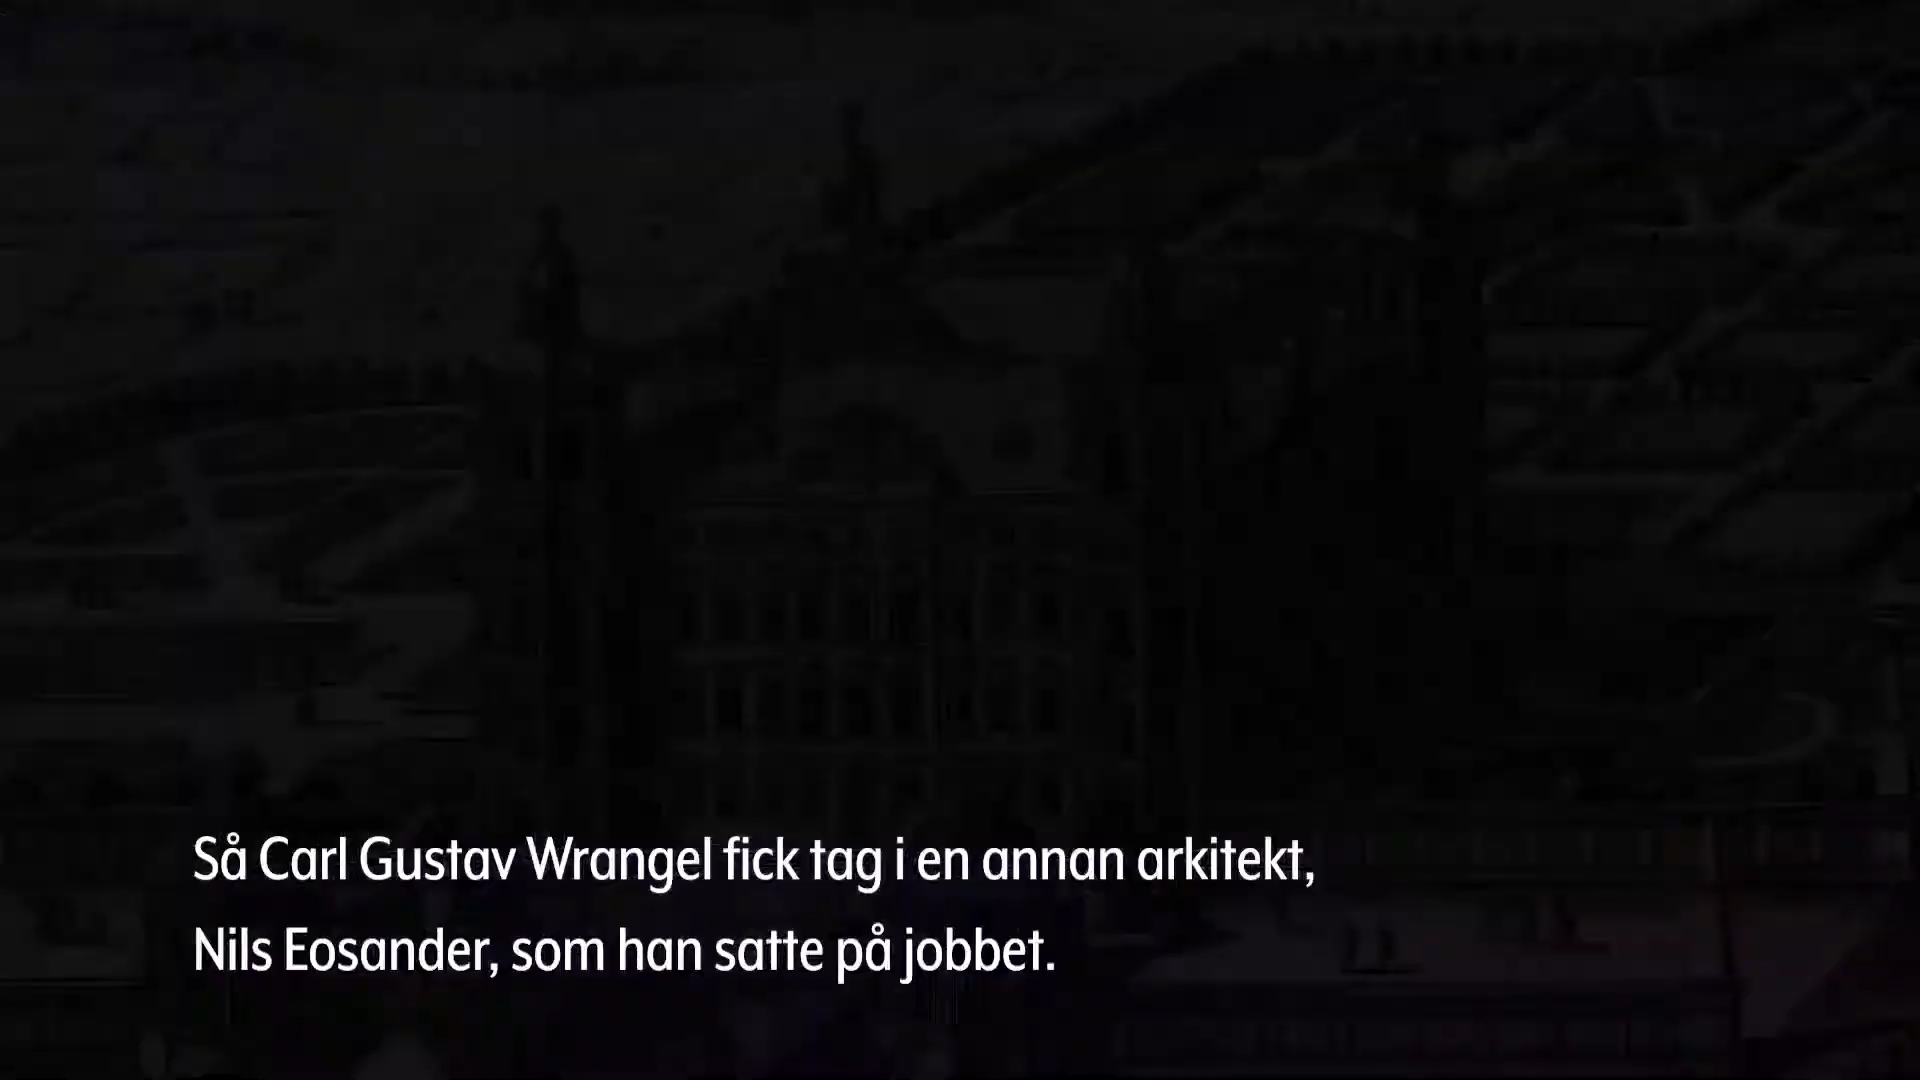 Så Carl Gustav Wrangel fick tag i en annan arkitekt,
Nils Eosander, som han satte på jobbet.